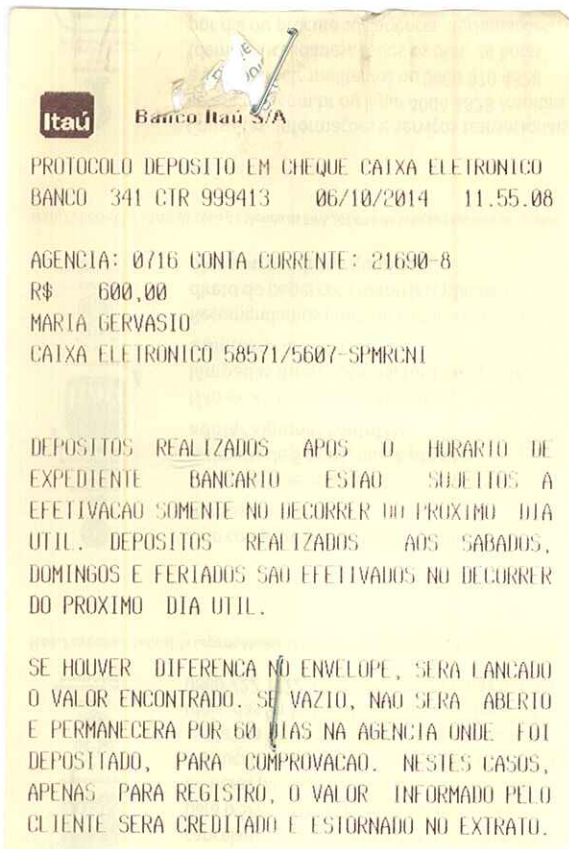 Itaú
Banco Itaú S/A
PROTOCOLO DEPOSITO EM CHEQUE CAIXA ELETRONICO
BANCO 341 CTR 999413 06/10/2014 11.55.08
AGENCIA: 0716 CONTA CORRENTE: 21690-8
R$ 600,00
MARIA GERVASIO
CAIXA ELETRONICO 58571/5607-SPMRCNI
DEPOSITOS REALIZADOS APOS O HORARIO DE
EXPEDIENTE BANCARIO ESTAO SUJEITOS A
EFETIVACAO SOMENTE NO DECORRER DO PROXIMO DIA
UTIL. DEPOSITOS REALIZADOS AOS SABADOS,
DOMINGOS E FERIADOS SAO EFETIVADOS NO DECORRER
DO PROXIMO DIA UTIL.
SE HOUVER DIFERENCA NO ENVELOPE, SERA LANCADO
O VALOR ENCONTRADO. SE VAZIO, NAO SERA ABERTO
E PERMANECERA POR 60 DIAS NA AGENCIA ONDE FOI
DEPOSITADO, PARA COMPROVACAO. NESTES CASOS,
APENAS PARA REGISTRO, O VALOR INFORMADO PELO
CLIENTE SERA CREDITADO E ESTORNADO NO EXTRATO.